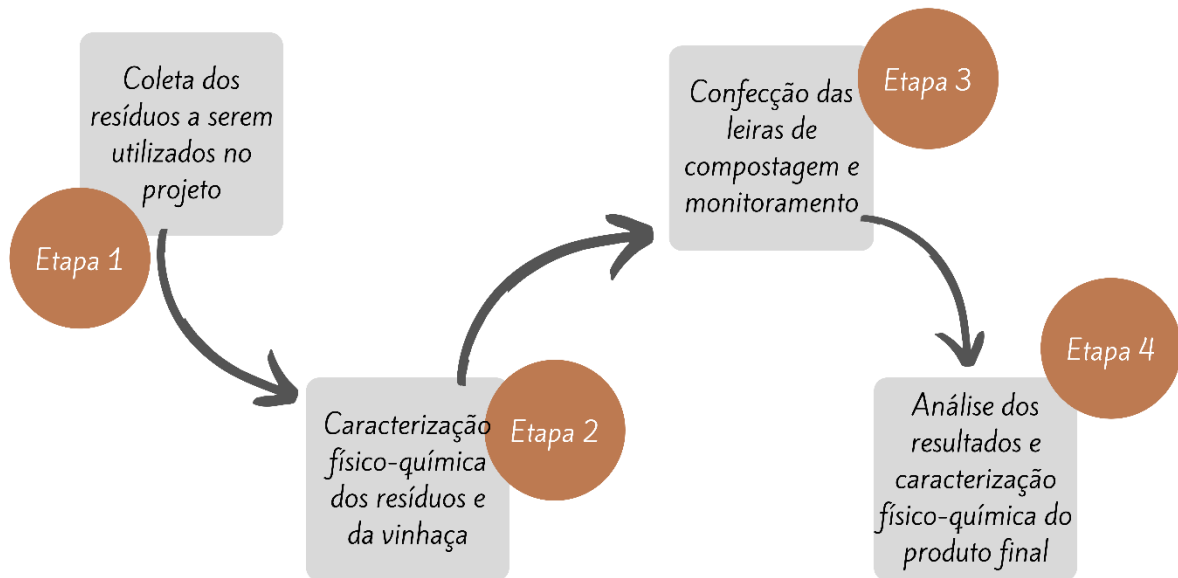 Coleta dos
resíduos a serem
utilizados no
projeto
Etapa 1
Caracterização
físico-química
dos resíduos e
da vinhaça
Etapa 2
Confecção das
leiras de
compostagem e
monitoramento
Etapa 3
Análise dos
resultados e
caracterização
físico-química do
produto final
Etapa 4